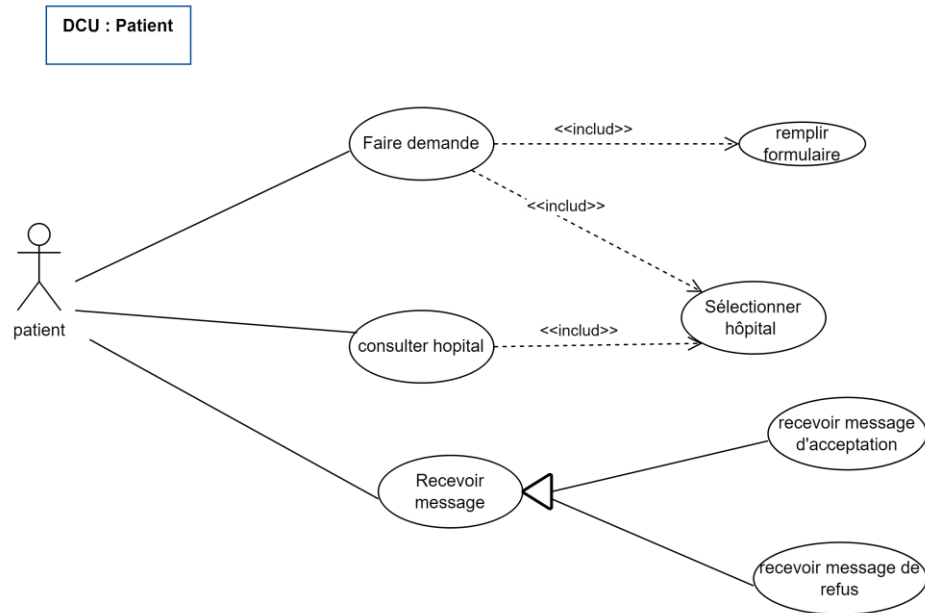 DCU : Patient
Faire demande
<<includ>>
remplir
formulaire
<<includ>>
patient
Sélectionner
hôpital
consulter hopital
<<includ>>
recevoir message
d'acceptation
Recevoir
message
recevoir message de
refus